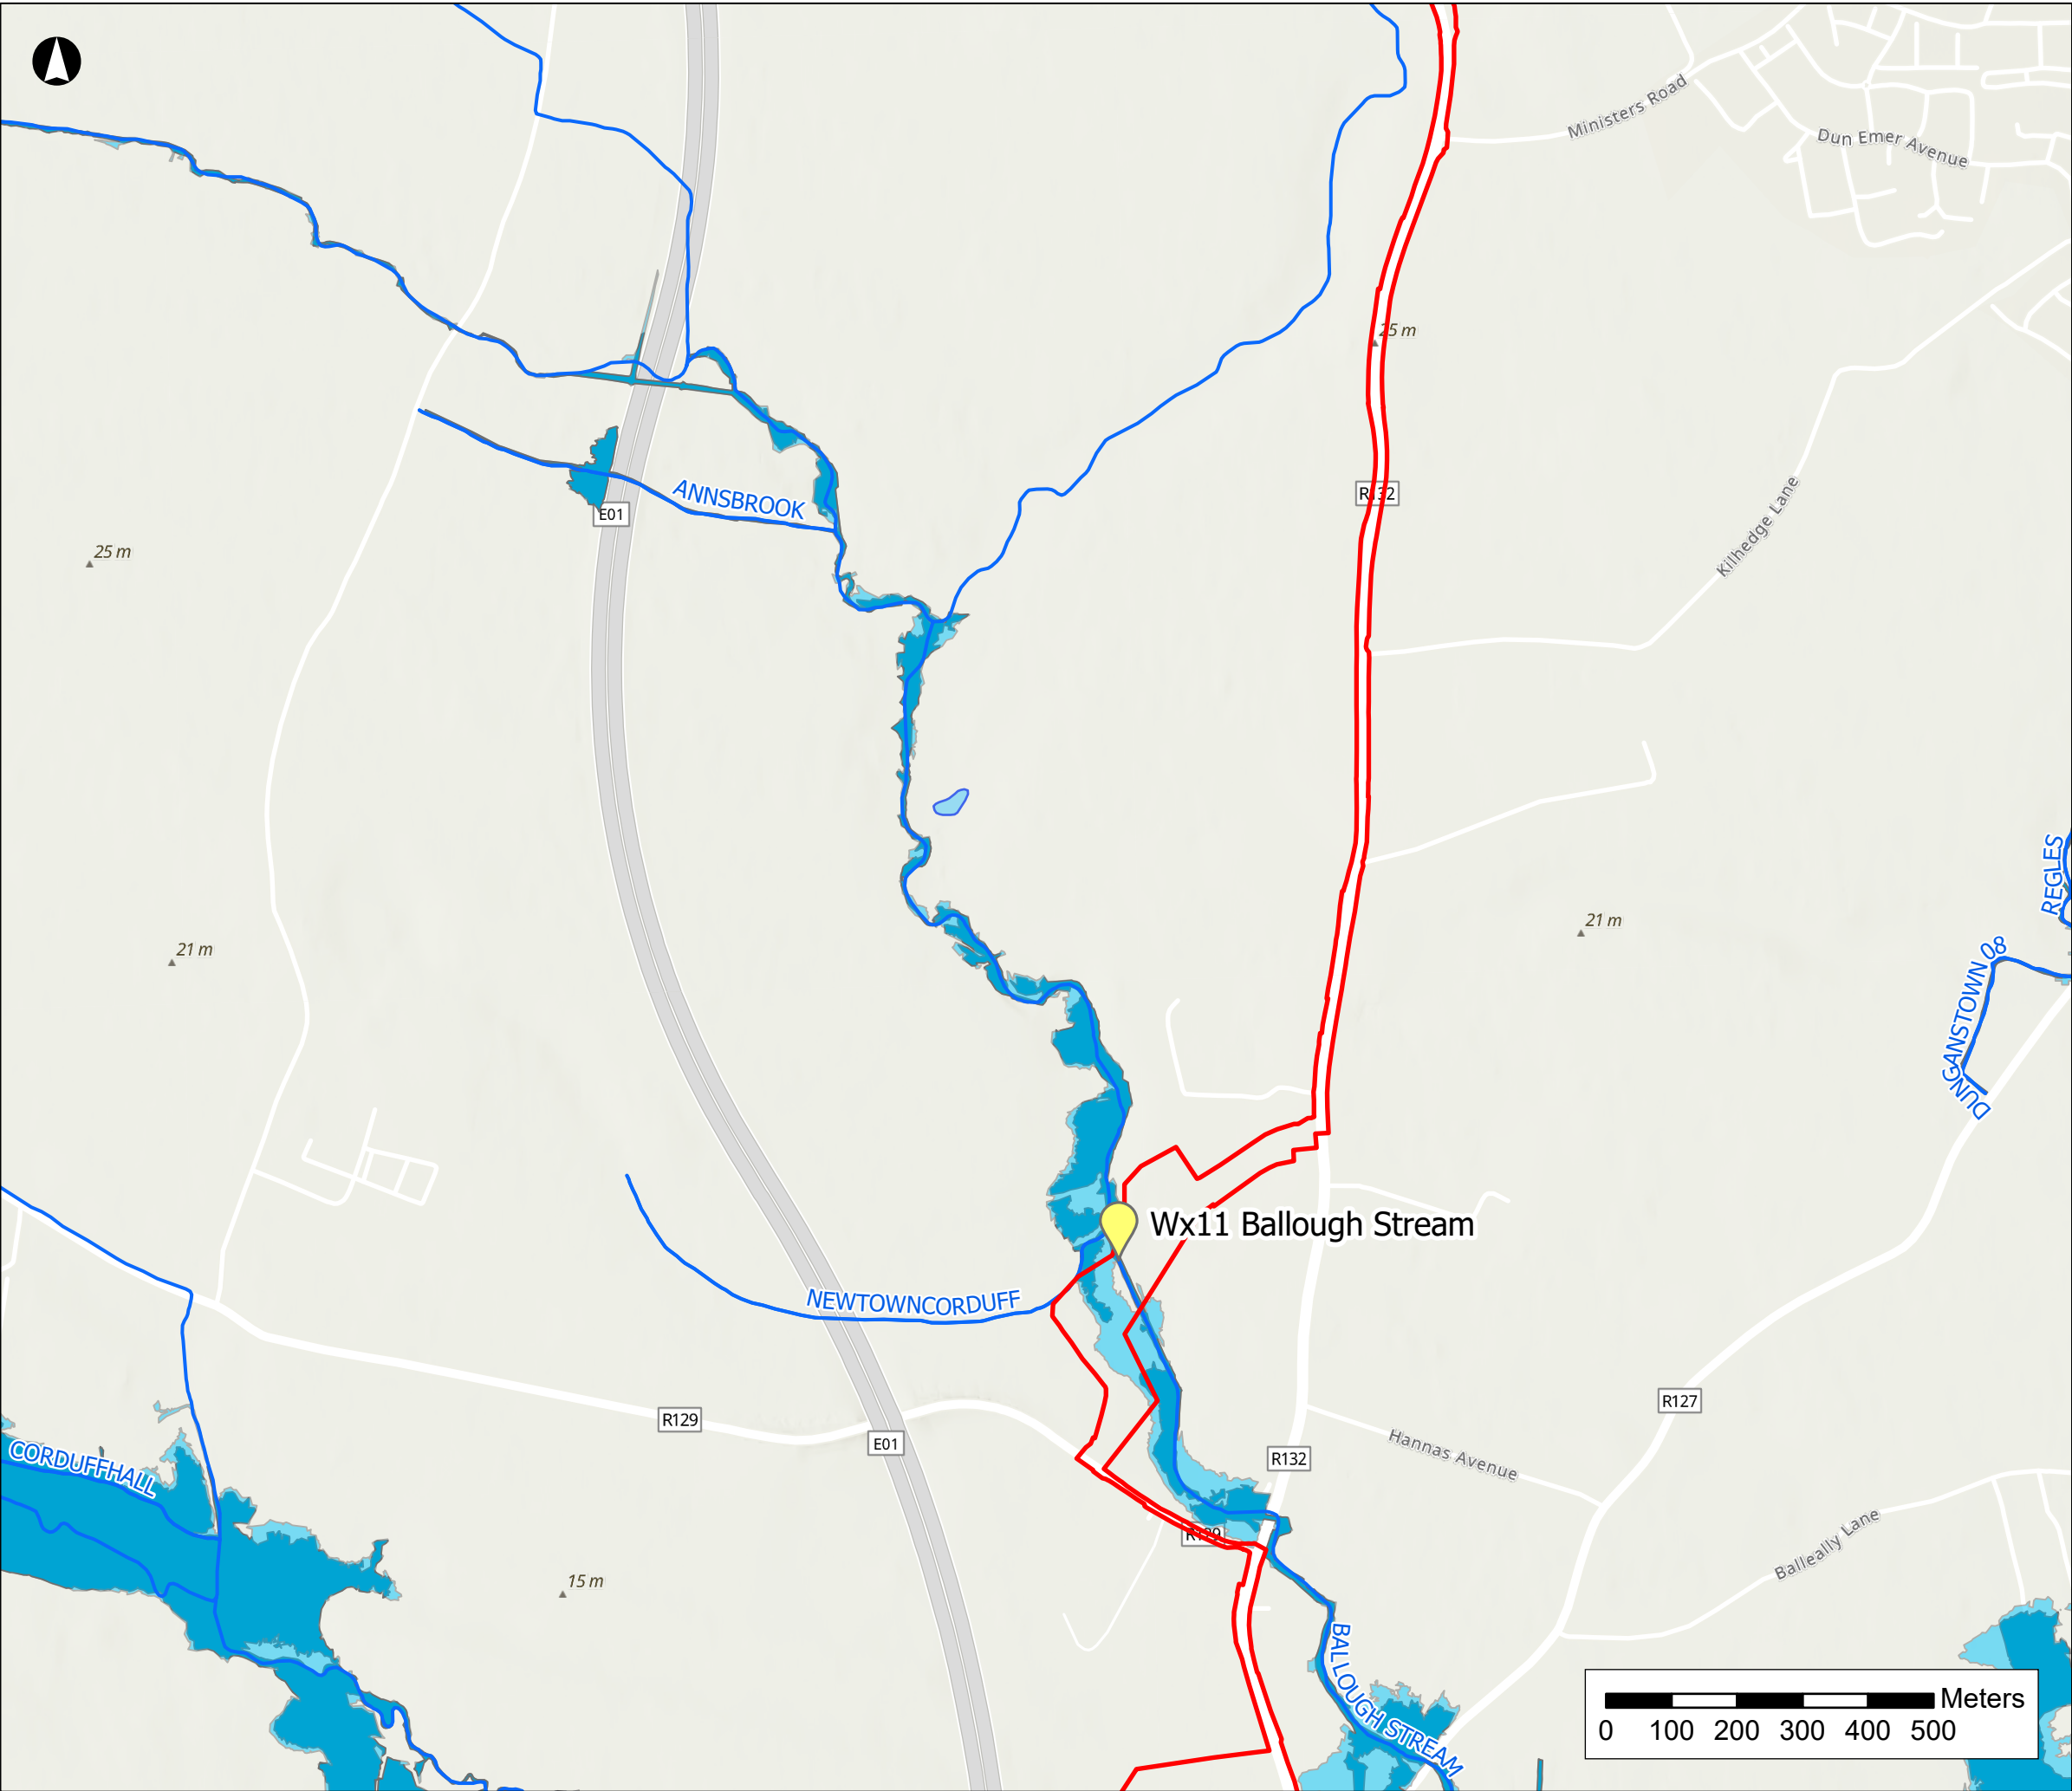 Ministers Road
Dun Emer Avenue
25 m
R132
Kilhedge Lane
ANNSBROOK
E01
25 m
REGLES
21 m
21 m
DUNGANSTOWN 08
Wx11 Ballough Stream
NEWTOWNCORDUFF
R127
R129
E01
R132
Hannas Avenue
CORDUFFHALL
R129
Balleally Lane
15 m
BALLOUGH STREAM
Meters
0 100 200 300 400 500